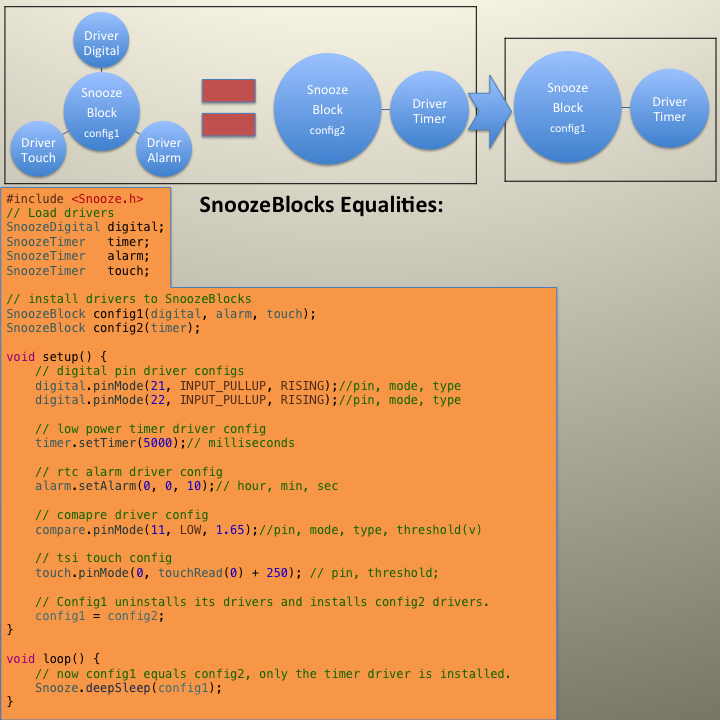 Driver
Digital
Snooze
Block
config1
Driver
Touch
Driver
Alarm
Snooze
Block
config2
Driver
Timer
Snooze
Block
config1
Driver
Timer
SnoozeBlocks Equalities:
#include <Snooze.h>
// Load drivers
SnoozeDigital digital;
SnoozeTimer   timer;
SnoozeTimer   alarm;
SnoozeTimer   touch;
// install drivers to SnoozeBlocks
SnoozeBlock config1(digital, alarm, touch);
SnoozeBlock config2(timer);
void setup() {
    // digital pin driver configs
    digital.pinMode(21, INPUT_PULLUP, RISING);//pin, mode, type
    digital.pinMode(22, INPUT_PULLUP, RISING);//pin, mode, type
    // low power timer driver config
    timer.setTimer(5000);// milliseconds
    // rtc alarm driver config
    alarm.setAlarm(0, 0, 10);// hour, min, sec
    // comapre driver config
    compare.pinMode(11, LOW, 1.65);//pin, mode, type, threshold(v)
    // tsi touch config
    touch.pinMode(0, touchRead(0) + 250); // pin, threshold;
    // Config1 uninstalls its drivers and installs config2 drivers.
    config1 = config2;
}
void loop() {
    // now config1 equals config2, only the timer driver is installed.
    Snooze.deepSleep(config1);
}